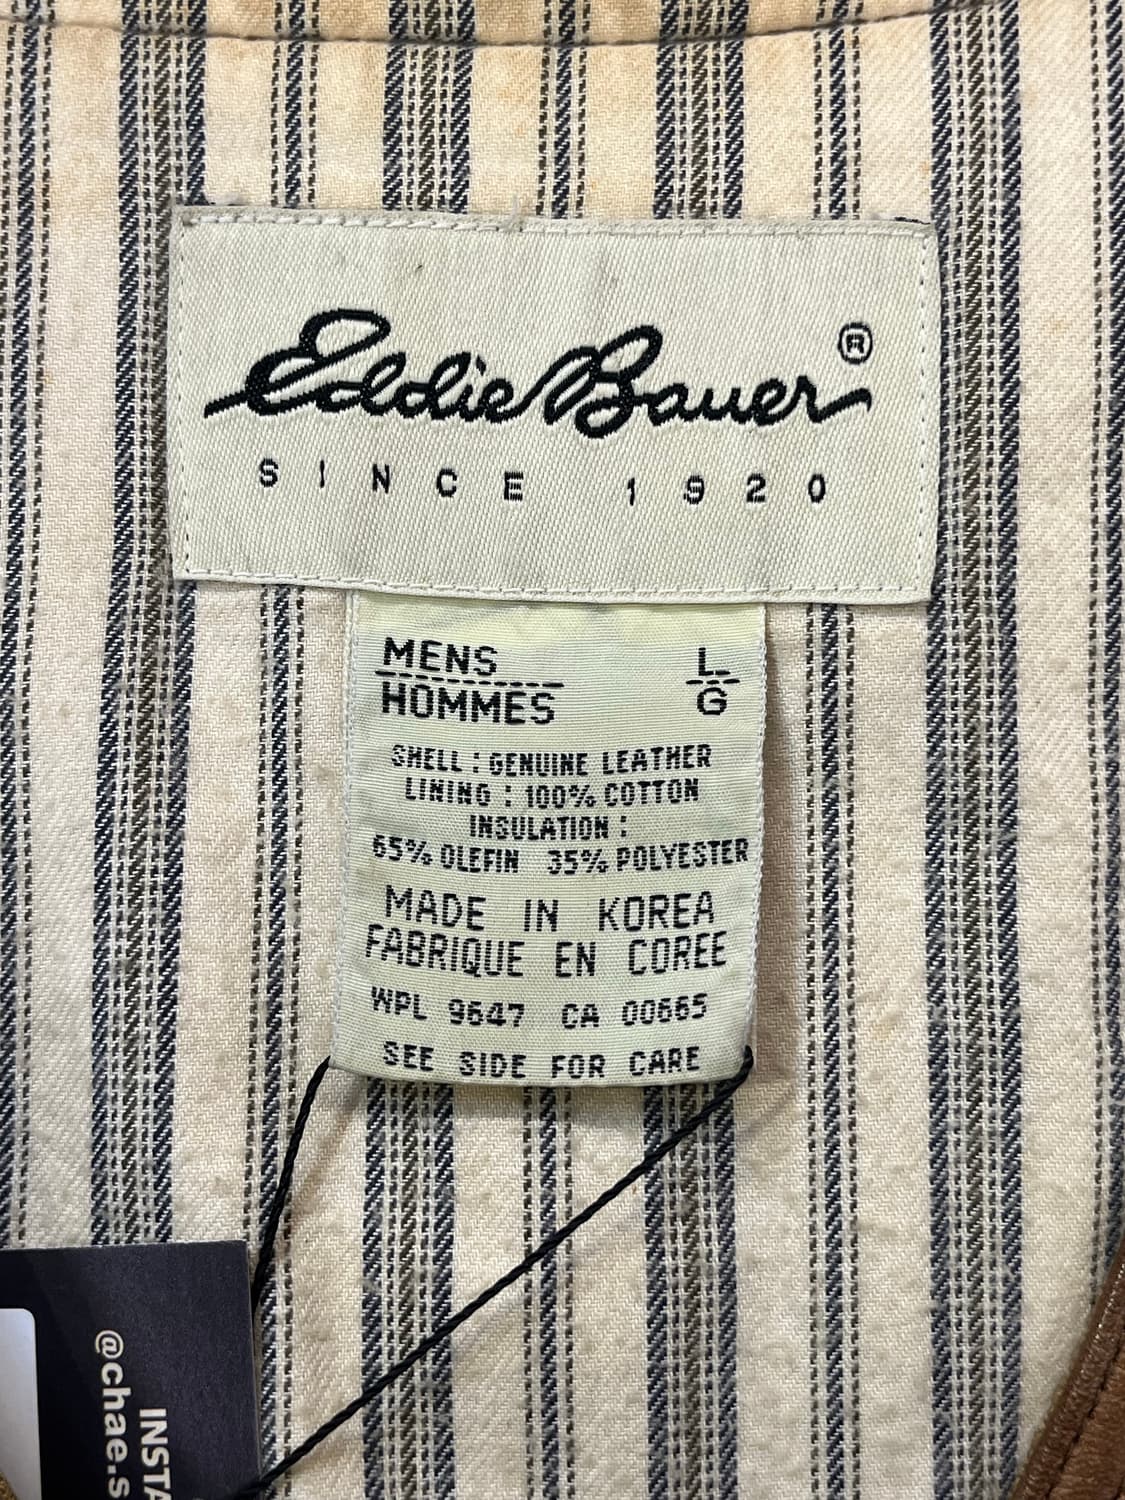 Eddie Bauer®
SINCE 1920
MENS L
HOMMES G
SHELL : GENUINE LEATHER
LINING : 100% COTTON
INSULATION :
65% OLEFIN 35% POLYESTER
MADE IN KOREA
FABRIQUE EN COREE
WPL 9647 CA 00665
SEE SIDE FOR CARE
INSTA
@chae.s